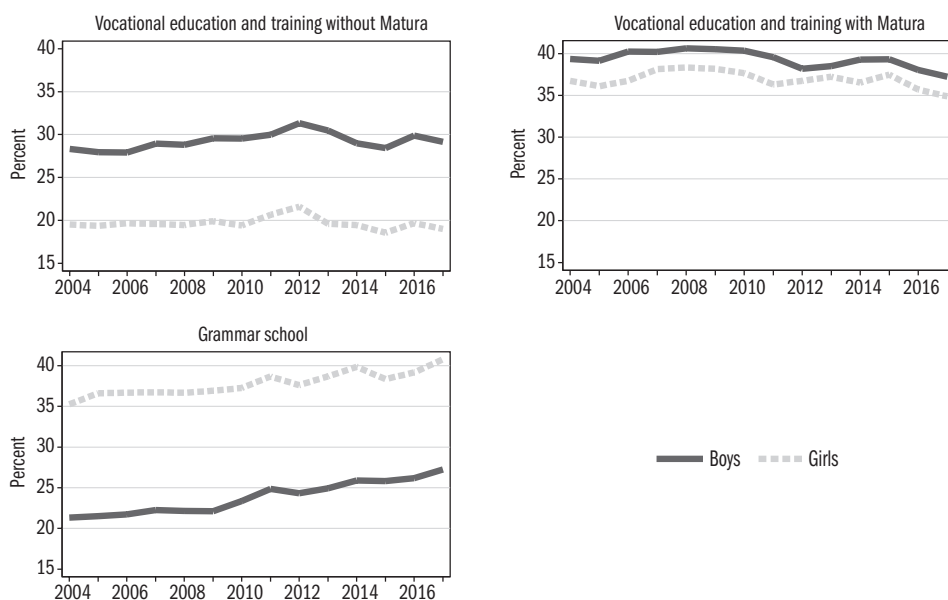 Vocational education and training without Matura
40
35
30
25
20
15
Percent
2004 2006 2008 2010 2012 2014 2016
Vocational education and training with Matura
40
35
30
25
20
15
Percent
2004 2006 2008 2010 2012 2014 2016
Grammar school
40
35
30
25
20
15
Percent
2004 2006 2008 2010 2012 2014 2016
Boys Girls